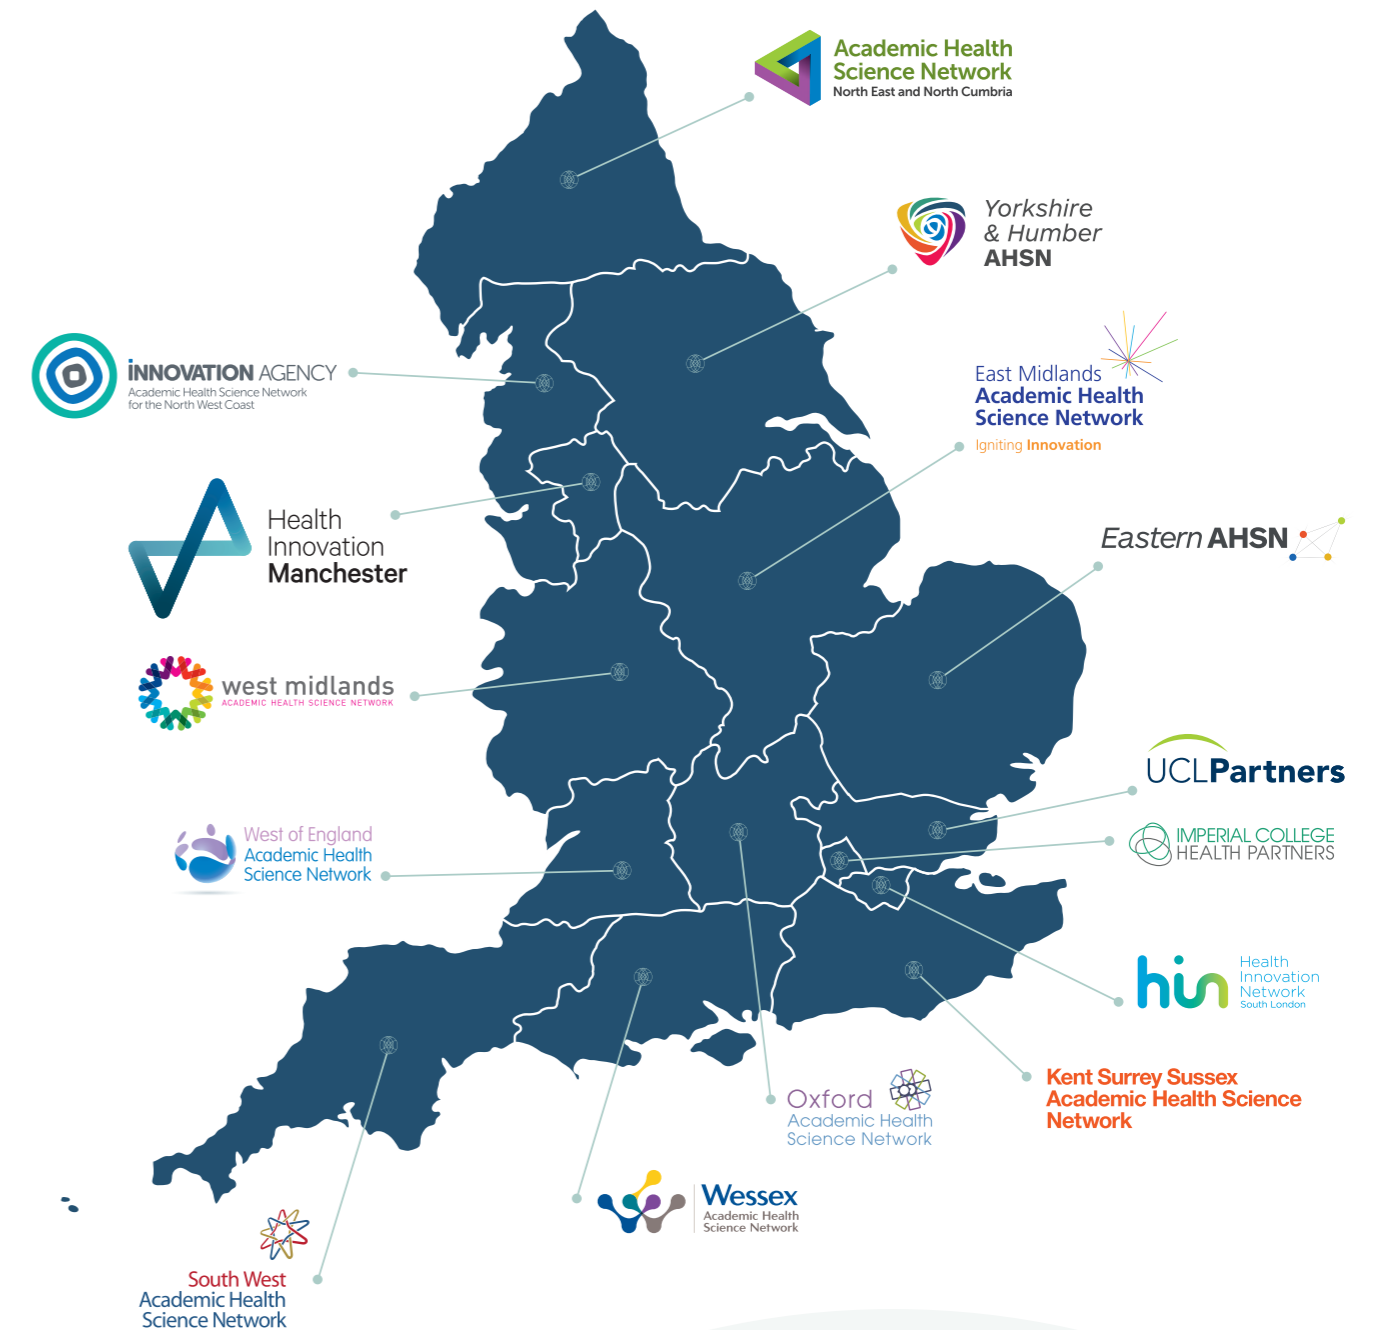 Academic Health
Science Network
North East and North Cumbria
Yorkshire
& Humber
AHSN
East Midlands
Academic Health
Science Network
Igniting Innovation
INNOVATION AGENCY
Academic Health Science Network
for the North West Coast
Health
Innovation
Manchester
Eastern AHSN
west midlands
ACADEMIC HEALTH SCIENCE NETWORK
UCLPartners
West of England
Academic Health
Science Network
IMPERIAL COLLEGE
HEALTH PARTNERS
hin
Health
Innovation
Network
South London
Kent Surrey Sussex
Academic Health Science
Network
Oxford
Academic Health
Science Network
Wessex
Academic Health
Science Network
South West
Academic Health
Science Network